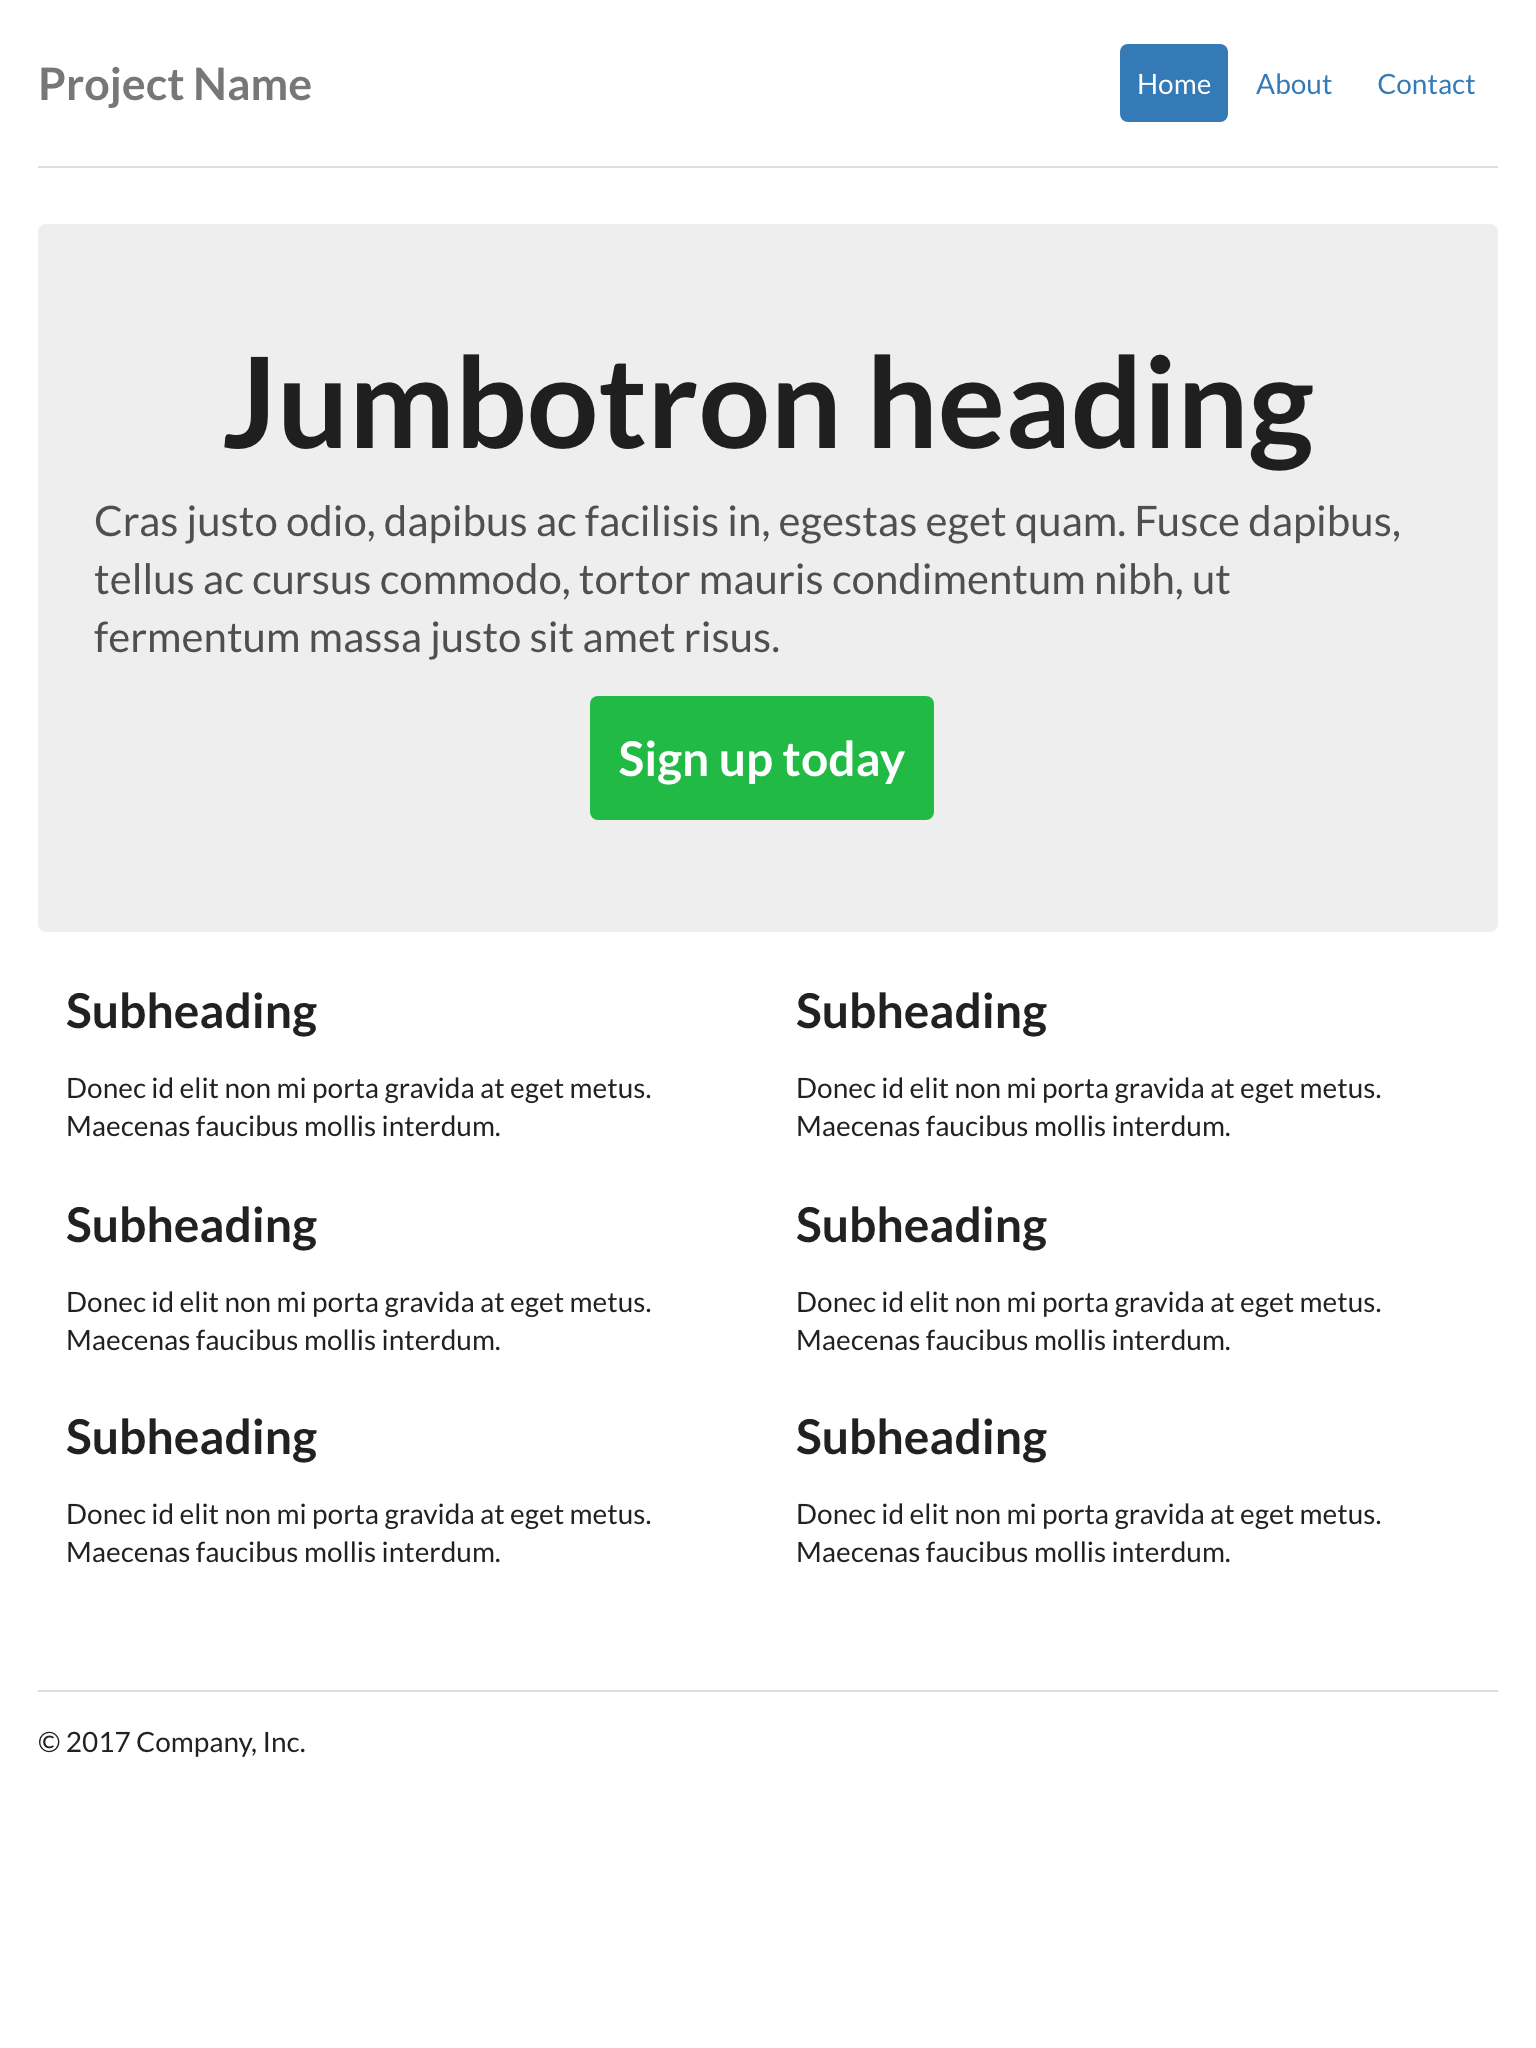 Project Name
Home About Contact
Jumbotron heading
Cras justo odio, dapibus ac facilisis in, egestas eget quam. Fusce dapibus,
tellus ac cursus commodo, tortor mauris condimentum nibh, ut
fermentum massa justo sit amet risus.
Sign up today
Subheading
Donec id elit non mi porta gravida at eget metus.
Maecenas faucibus mollis interdum.
Subheading
Donec id elit non mi porta gravida at eget metus.
Maecenas faucibus mollis interdum.
Subheading
Donec id elit non mi porta gravida at eget metus.
Maecenas faucibus mollis interdum.
Subheading
Donec id elit non mi porta gravida at eget metus.
Maecenas faucibus mollis interdum.
Subheading
Donec id elit non mi porta gravida at eget metus.
Maecenas faucibus mollis interdum.
Subheading
Donec id elit non mi porta gravida at eget metus.
Maecenas faucibus mollis interdum.
© 2017 Company, Inc.